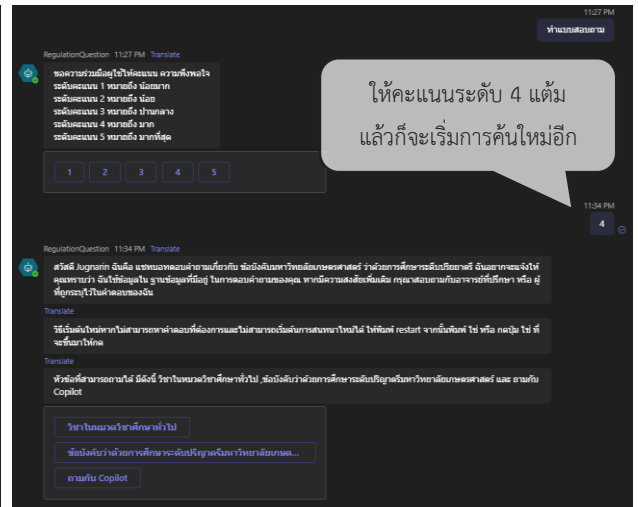 11:27 PM
ทำแบบสอบถาม
RegulationQuestion 11:27 PM Translate
ขอความร่วมมือผู้ใช้ให้คะแนน ความพึงพอใจ
ระดับคะแนน 1 หมายถึง น้อยมาก
ระดับคะแนน 2 หมายถึง น้อย
ระดับคะแนน 3 หมายถึง ปานกลาง
ระดับคะแนน 4 หมายถึง มาก
ระดับคะแนน 5 หมายถึง มากที่สุด
1 2 3 4 5
ให้คะแนนระดับ 4 แต้ม
แล้วก็จะเริ่มการค้นใหม่อีก
11:34 PM
4
RegulationQuestion 11:34 PM Translate
สวัสดี Jugnarin ฉันคือ แชทบอทตอบคำถามเกี่ยวกับ ข้อบังคับมหาวิทยาลัยเกษตรศาสตร์ ว่าด้วยการศึกษาระดับปริยญาตรี ฉันอยากจะแจ้งให้
คุณทราบว่า ฉันใช้ข้อมูลใน ฐานข้อมูลที่มีอยู่ ในการตอบคำถามของคุณ หากมีความสงสัยเพิ่มเติม กรุณาสอบถามกับอาจารย์ที่ปรึกษา หรือ ผู้
ที่ถูกระบุไว้ในคำตอบของฉัน
Translate
วิธีเริ่มต้นใหม่หากไม่สามารถหาคำตอบที่ต้องการและไม่สามารถเริ่มต้นการสนทนาใหม่ได้ ให้พิมพ์ restart จากนั้นพิมพ์ ใช่ หรือ กดปุ่ม ใช่ ที่
จะขึ้นมาให้กด
Translate
หัวข้อที่สามารถถามได้ มีดังนี้ วิชาในหมวดวิชาศึกษาทั่วไป ,ข้อบังคับว่าด้วยการศึกษาระดับปริญาตรีมหาวิทยาลัยเกษตรศาสตร์ และ ถามกับ
Copilot
วิชาในหมวดวิชาศึกษาทั่วไป
ข้อบังคับว่าด้วยการศึกษาระดับปริญาตรีมหาวิทยาลัยเกษต...
ถามกับ Copilot